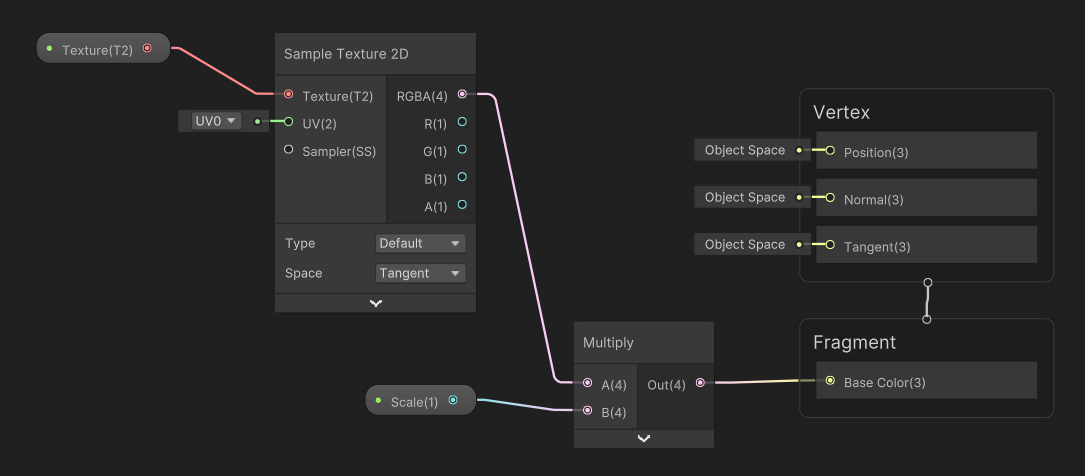 Texture(T2)
Sample Texture 2D
Texture(T2)
RGBA(4)
UV0
UV(2)
R(1)
Sampler(SS)
G(1)
B(1)
A(1)
Type
Default
Space
Tangent
Vertex
Object Space
Position(3)
Object Space
Normal(3)
Object Space
Tangent(3)
Multiply
A(4)
Out(4)
Scale(1)
B(4)
Fragment
Base Color(3)